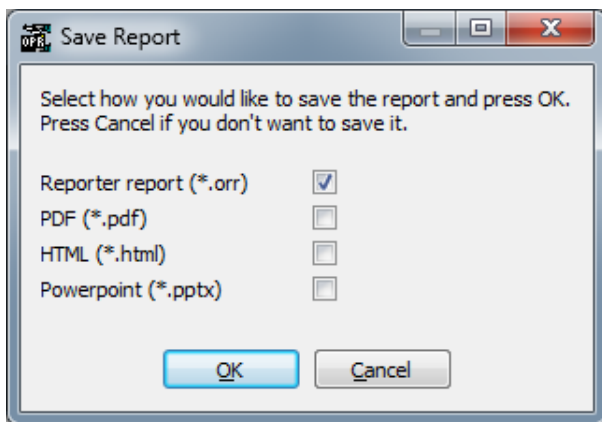 OPR
Save Report
Select how you would like to save the report and press OK.
Press Cancel if you don't want to save it.
Reporter report (*.orr)
PDF (*.pdf)
HTML (*.html)
Powerpoint (*.pptx)
OK
Cancel